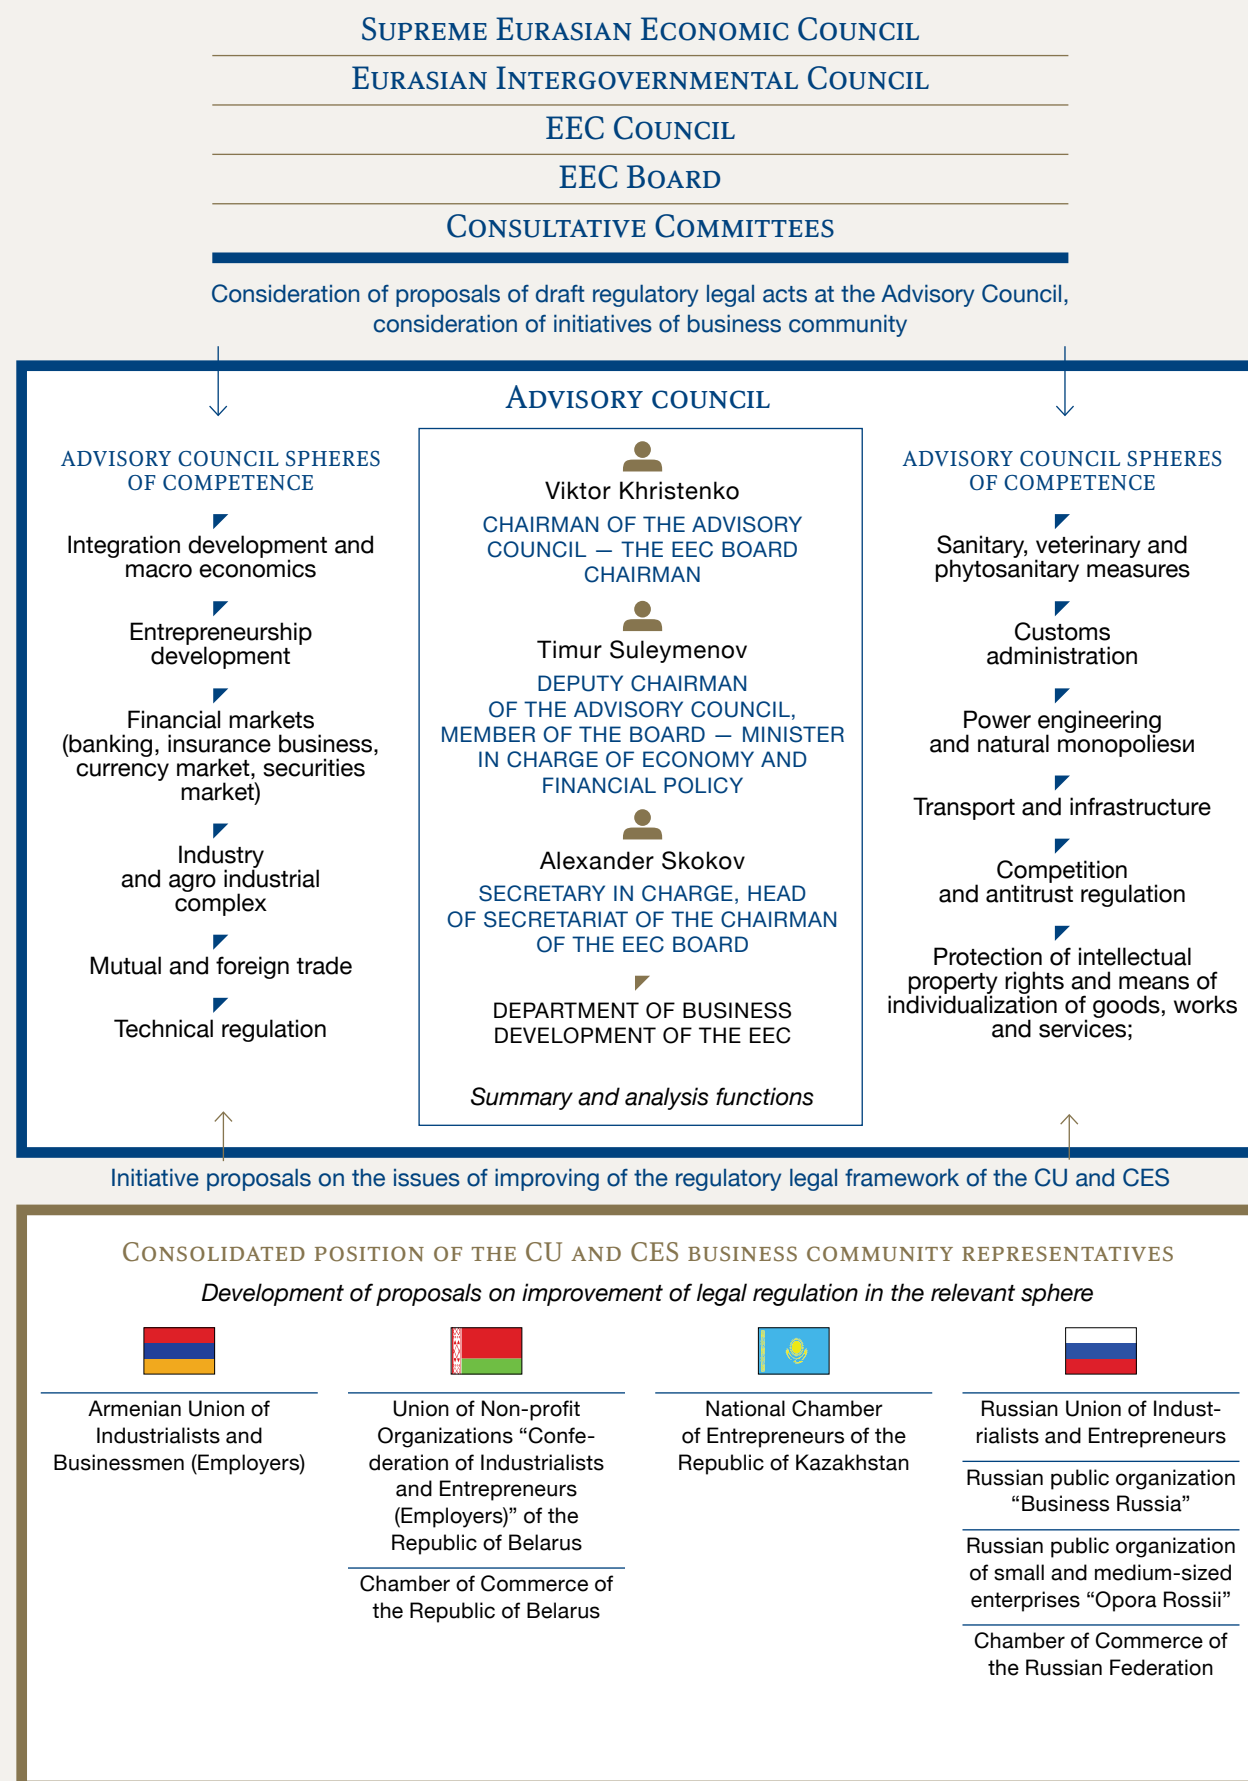 Supreme Eurasian Economic Council
Eurasian Intergovernmental Council
EEC Council
EEC Board
Consultative Committees
Consideration of proposals of draft regulatory legal acts at the Advisory Council,
consideration of initiatives of business community
Advisory council
ADVISORY COUNCIL SPHERES
OF COMPETENCE
Integration development and
macro economics
Entrepreneurship
development
Financial markets
(banking, insurance business,
currency market, securities
market)
Industry
and agro industrial
complex
Mutual and foreign trade
Technical regulation
Viktor Khristenko
CHAIRMAN OF THE ADVISORY
COUNCIL — THE EEC BOARD
CHAIRMAN
Timur Suleymenov
DEPUTY CHAIRMAN
OF THE ADVISORY COUNCIL,
MEMBER OF THE BOARD — MINISTER
IN CHARGE OF ECONOMY AND
FINANCIAL POLICY
Alexander Skokov
SECRETARY IN CHARGE, HEAD
OF SECRETARIAT OF THE CHAIRMAN
OF THE EEC BOARD
DEPARTMENT OF BUSINESS
DEVELOPMENT OF THE EEC
Summary and analysis functions
ADVISORY COUNCIL SPHERES
OF COMPETENCE
Sanitary, veterinary and
phytosanitary measures
Customs
administration
Power engineering
and natural monopoliesи
Transport and infrastructure
Competition
and antitrust regulation
Protection of intellectual
property rights and means of
individualization of goods, works
and services;
Initiative proposals on the issues of improving of the regulatory legal framework of the CU and CES
Consolidated position of the CU and CES business community representatives
Development of proposals on improvement of legal regulation in the relevant sphere
Armenian Union of
Industrialists and
Businessmen (Employers)
Union of Non-profit
Organizations “Confe-
deration of Industrialists
and Entrepreneurs
(Employers)” of the
Republic of Belarus
Chamber of Commerce of
the Republic of Belarus
National Chamber
of Entrepreneurs of the
Republic of Kazakhstan
Russian Union of Indust-
rialists and Entrepreneurs
Russian public organization
“Business Russia”
Russian public organization
of small and medium-sized
enterprises “Opora Rossii”
Chamber of Commerce of
the Russian Federation